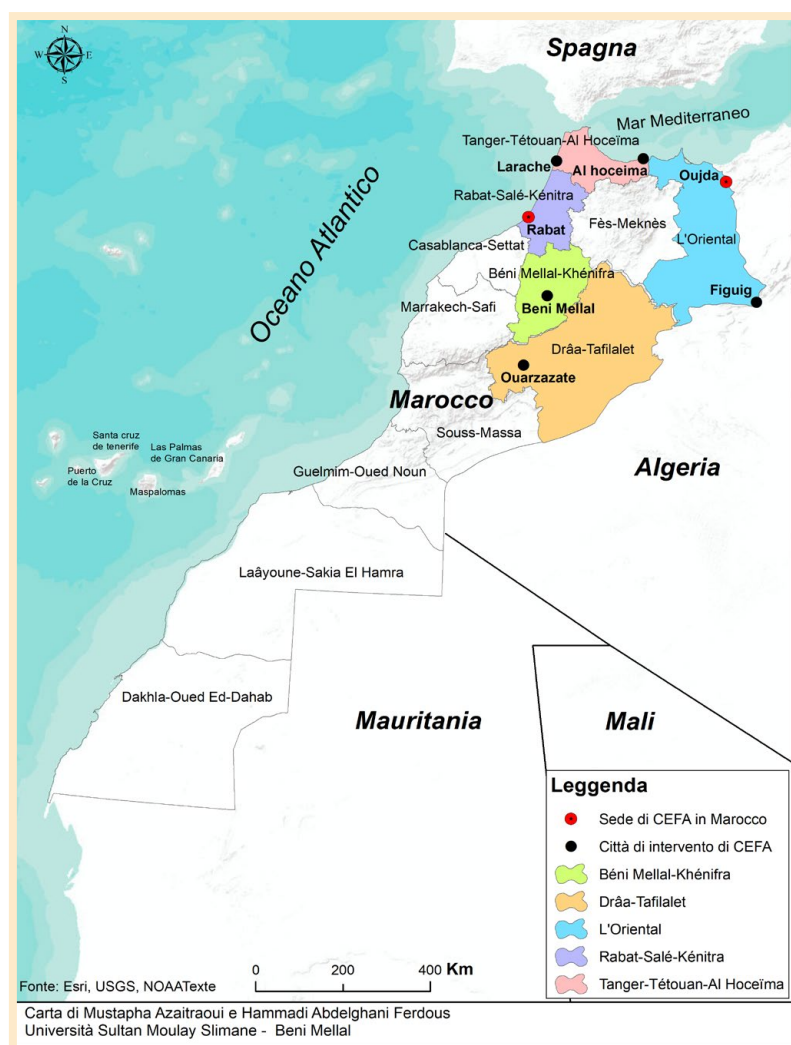 N
W
E
S
Spagna
Mar Mediterraneo
Tanger-Tétouan-Al Hoceïma
Larache
Al hoceima
Oujda
Rabat-Salé-Kénitra
Rabat
Fès-Meknès
L'Oriental
Casablanca-Settat
Oceano Atlantico
Béni Mellal-Khénifra
Figuig
Beni Mellal
Marrakech-Safi
Drâa-Tafilalet
Ouarzazate
Marocco
Souss-Massa
Santa cruz
de tenerife
Las Palmas
de Gran Canaria
Puerto
de la Cruz
Maspalomas
Guelmim-Oued Noun
Algeria
Laâyoune-Sakia El Hamra
Dakhla-Oued Ed-Dahab
Mauritania
Mali
Leggenda
Sede di CEFA in Marocco
Città di intervento di CEFA
Béni Mellal-Khénifra
Drâa-Tafilalet
L'Oriental
Rabat-Salé-Kénitra
Tanger-Tétouan-Al Hoceïma
0 200 400 Km
Fonte: Esri, USGS, NOAATexte
Carta di Mustapha Azaitraoui e Hammadi Abdelghani Ferdous
Università Sultan Moulay Slimane - Beni Mellal